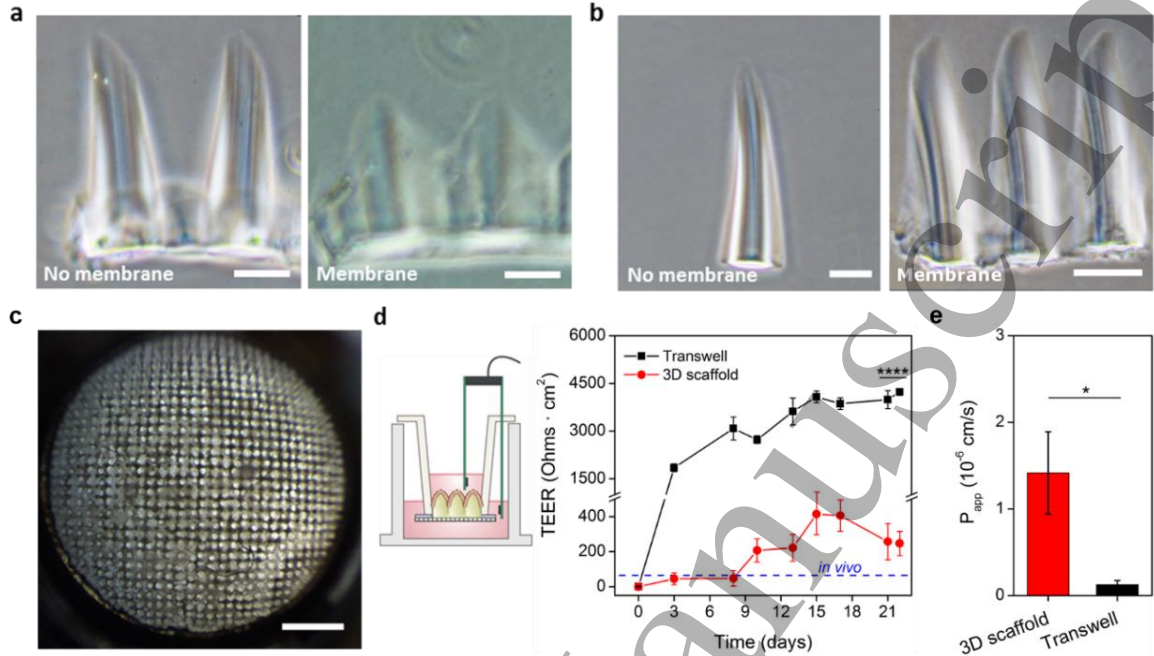 a
No membrane
Membrane
b
No membrane
Membrane
c
d
TEER (Ohms · cm²)
6000
4500
3000
1500
400
200
0
Transwell
3D scaffold
****
in vivo
0
3
6
9
12
15
18
21
Time (days)
e
P app (10⁻⁶ cm/s)
3
2
1
0
*
3D scaffold
Transwell